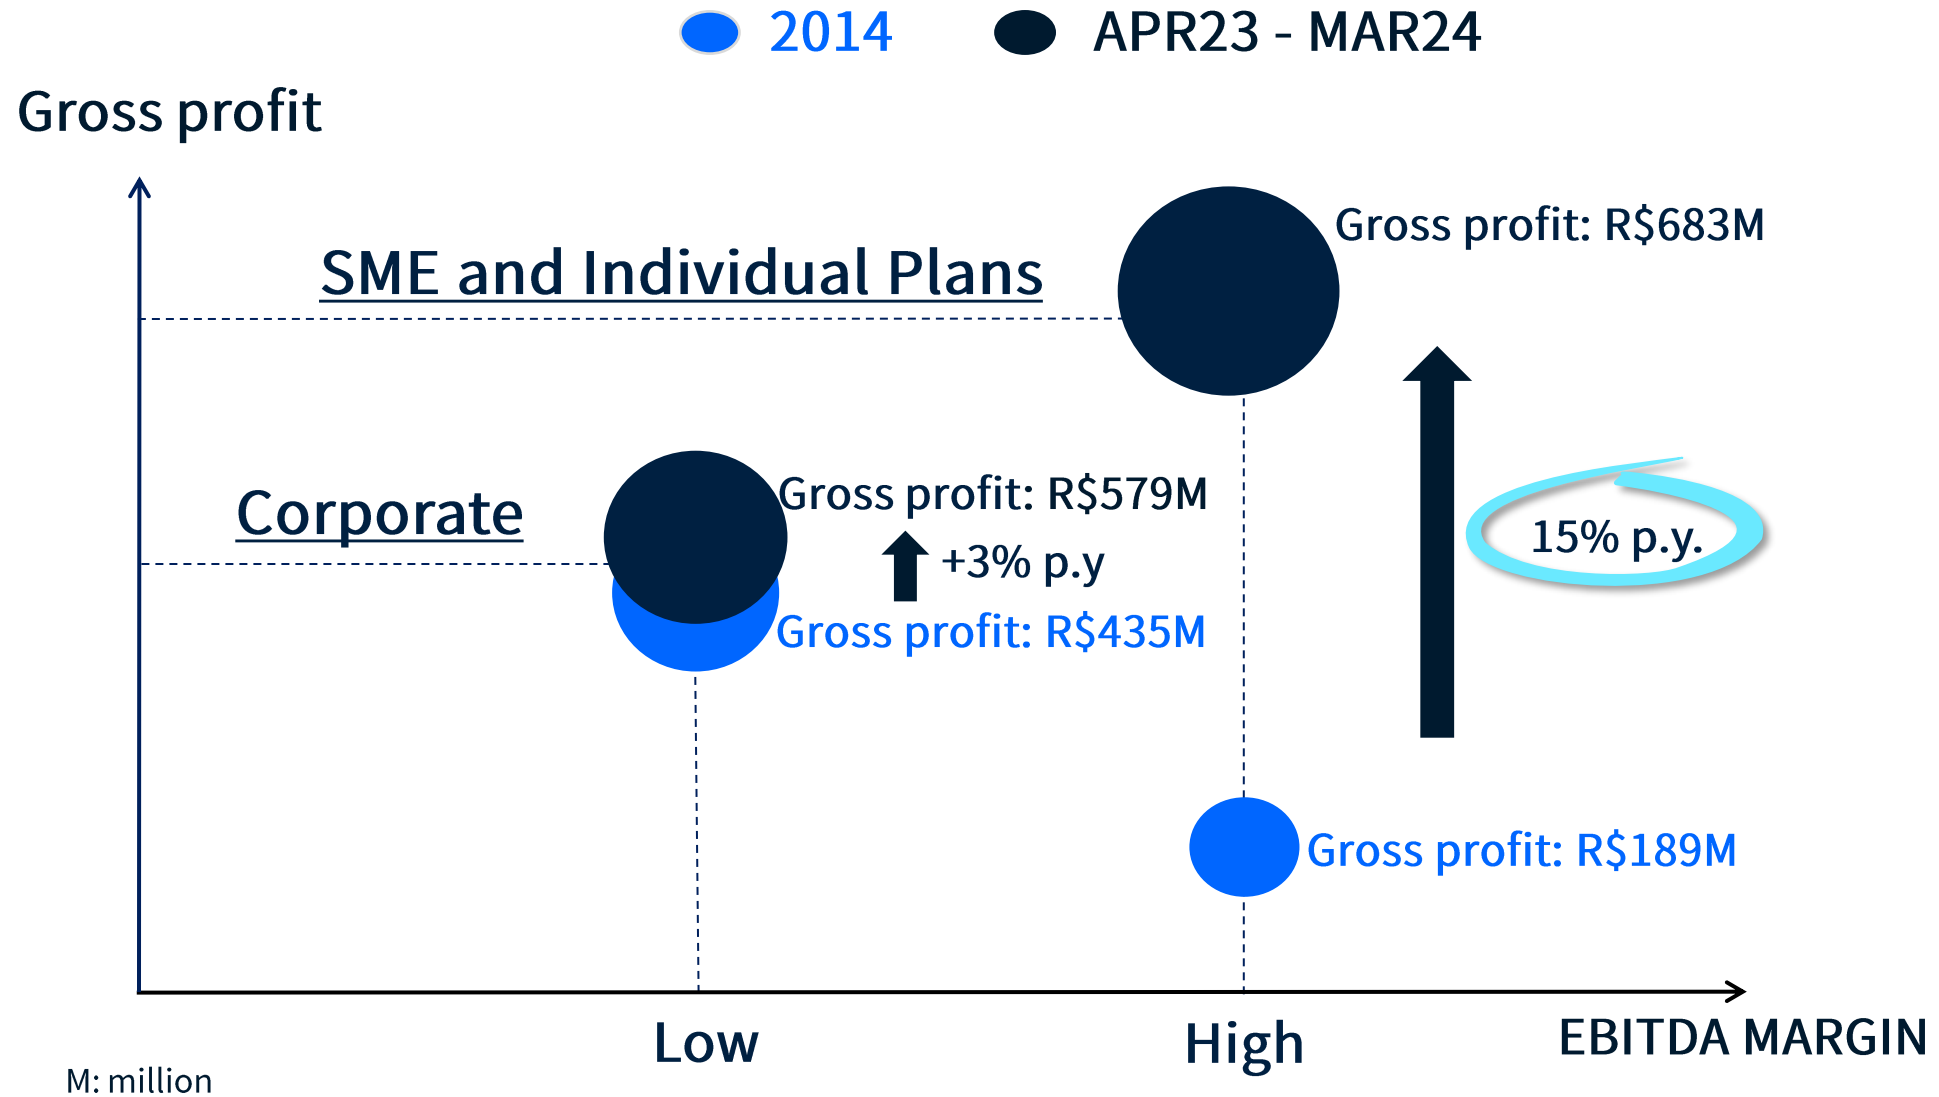 2014
APR23 - MAR24
Gross profit
Gross profit: R$683M
SME and Individual Plans
Gross profit: R$579M
Corporate
15% p.y.
+3% p.y
Gross profit: R$435M
Gross profit: R$189M
Low
High
EBITDA MARGIN
M: million